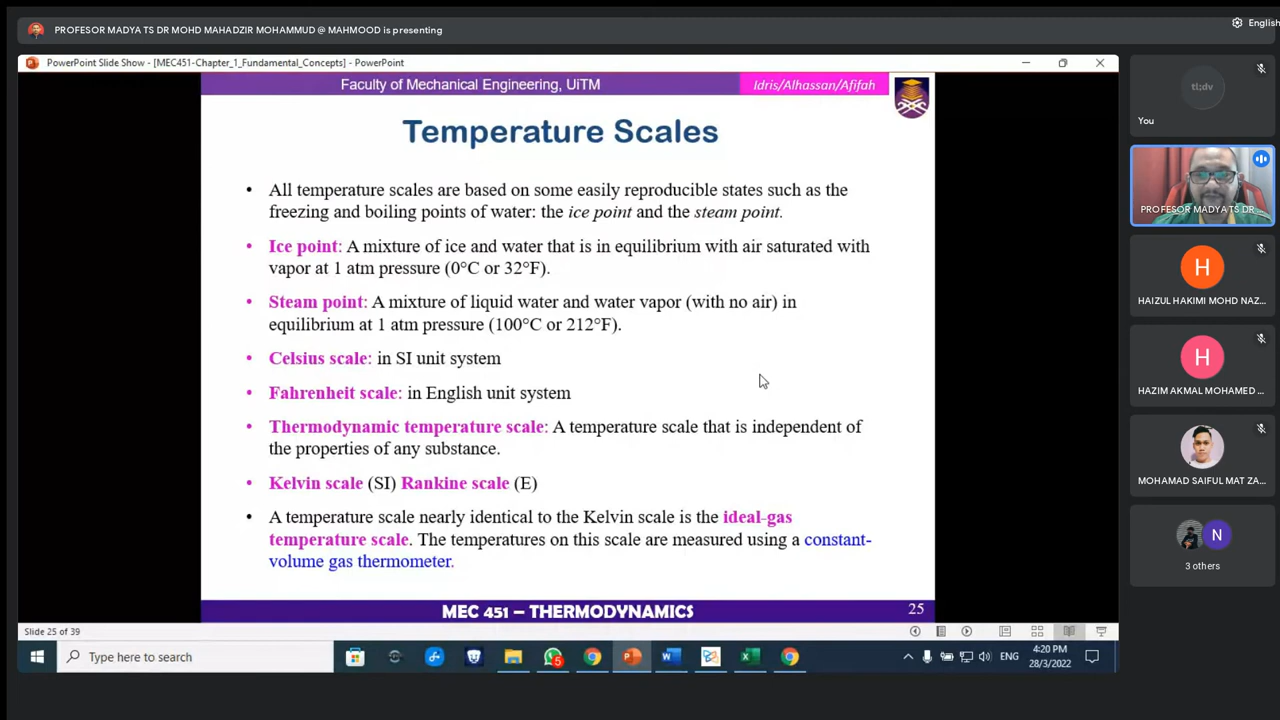 PROFESOR MADYA TS DR MOHD MAHADZIR MOHAMMUD @ MAHMOOD is presenting
English
PowerPoint Slide Show - [MEC451-Chapter_1_Fundamental_Concepts] - PowerPoint
Faculty of Mechanical Engineering, UiTM
Idris/Alhassan/Afifah
Temperature Scales
• All temperature scales are based on some easily reproducible states such as the
freezing and boiling points of water: the ice point and the steam point.
• Ice point: A mixture of ice and water that is in equilibrium with air saturated with
vapor at 1 atm pressure (0°C or 32°F).
• Steam point: A mixture of liquid water and water vapor (with no air) in
equilibrium at 1 atm pressure (100°C or 212°F).
• Celsius scale: in SI unit system
• Fahrenheit scale: in English unit system
• Thermodynamic temperature scale: A temperature scale that is independent of
the properties of any substance.
• Kelvin scale (SI) Rankine scale (E)
• A temperature scale nearly identical to the Kelvin scale is the ideal-gas
temperature scale. The temperatures on this scale are measured using a constant-
volume gas thermometer.
MEC 451 – THERMODYNAMICS
25
Slide 25 of 39
tl;dv
You
PROFESOR MADYA TS DR ...
H
HAIZUL HAKIMI MOHD NAZ...
H
HAZIM AKMAL MOHAMED ...
MOHAMAD SAIFUL MAT ZA...
N
3 others
Type here to search
5
ENG
4:20 PM
28/3/2022